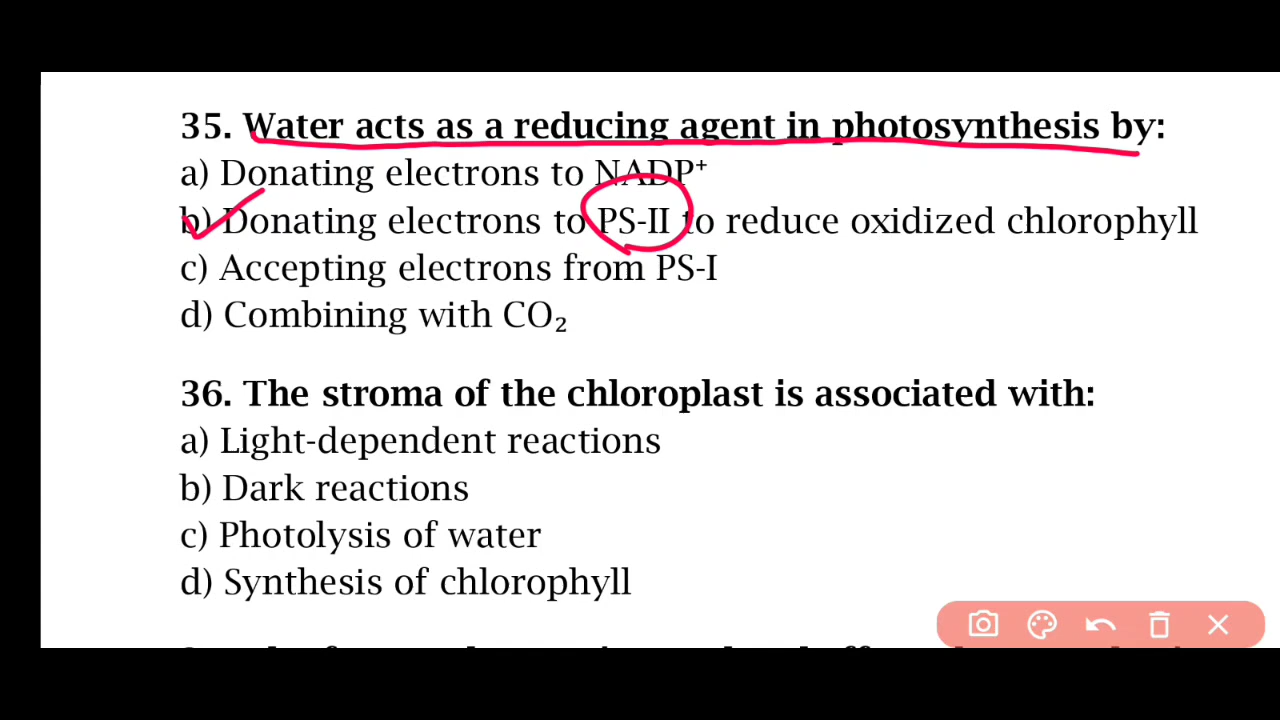 35. Water acts as a reducing agent in photosynthesis by:
a) Donating electrons to NADP⁺
b) Donating electrons to PS-II to reduce oxidized chlorophyll
c) Accepting electrons from PS-I
d) Combining with CO₂
36. The stroma of the chloroplast is associated with:
a) Light-dependent reactions
b) Dark reactions
c) Photolysis of water
d) Synthesis of chlorophyll